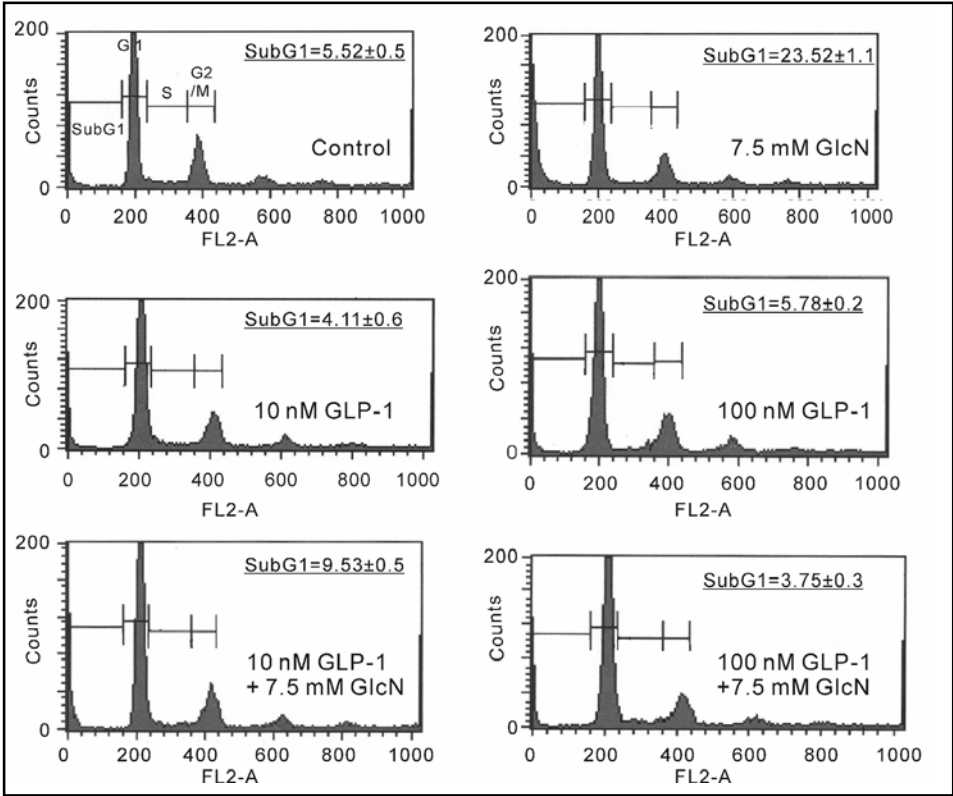 200
SubG1=5.52±0.5
G1
G2
/M
S
SubG1
Control
Counts
0
0 200 400 600 800 1000
FL2-A
200
SubG1=23.52±1.1
7.5 mM GlcN
Counts
0
0 200 400 600 800 1000
FL2-A
200
SubG1=4.11±0.6
10 nM GLP-1
Counts
0
0 200 400 600 800 1000
FL2-A
200
SubG1=5.78±0.2
100 nM GLP-1
Counts
0
0 200 400 600 800 1000
FL2-A
200
SubG1=9.53±0.5
10 nM GLP-1
+ 7.5 mM GlcN
Counts
0
0 200 400 600 800 1000
FL2-A
200
SubG1=3.75±0.3
100 nM GLP-1
+7.5 mM GlcN
Counts
0
0 200 400 600 800 1000
FL2-A